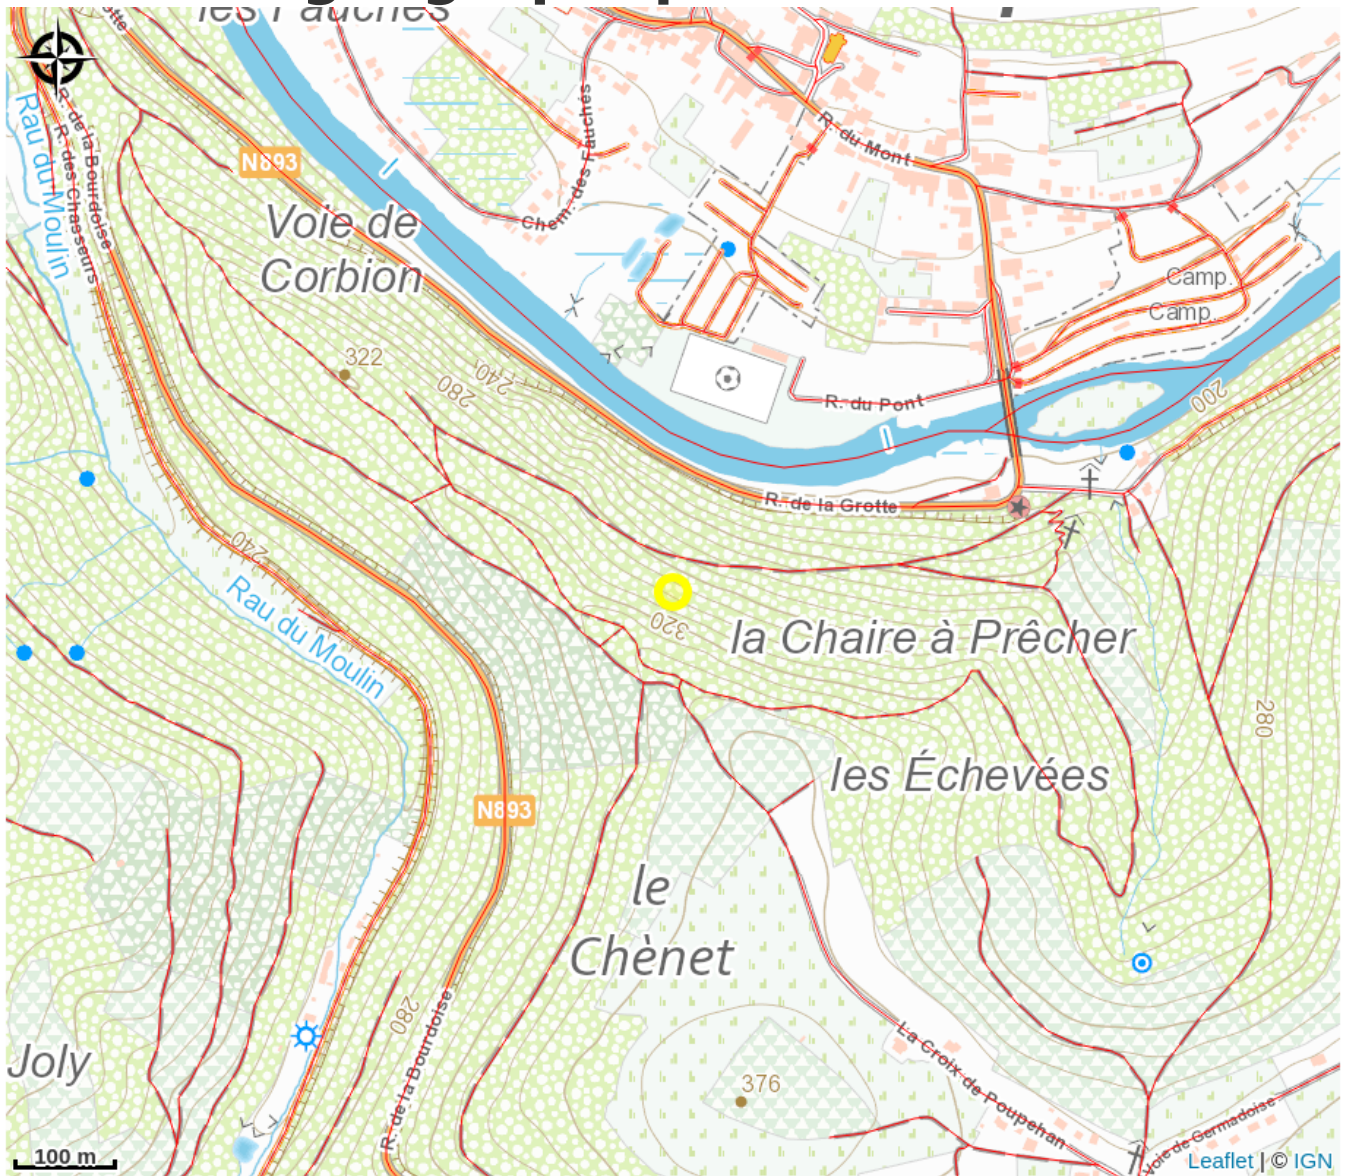 les Fauchés
R. de la Bourdoise
R. des Chasseurs
Rau du Moulin
N893
Voie de
Corbion
Chem. des Fauchés
R. du Mont
Camp.
Camp.
322
280
240
R. du Pont
200
R. de la Grotte
240
Rau du Moulin
320
la Chaire à Prêcher
280
les Échevées
N893
le
Chènet
280
R. de la Bourdoise
Joly
376
La Croix de Poupehan
Voie de Germadoise
100 m
Leaflet | © IGN